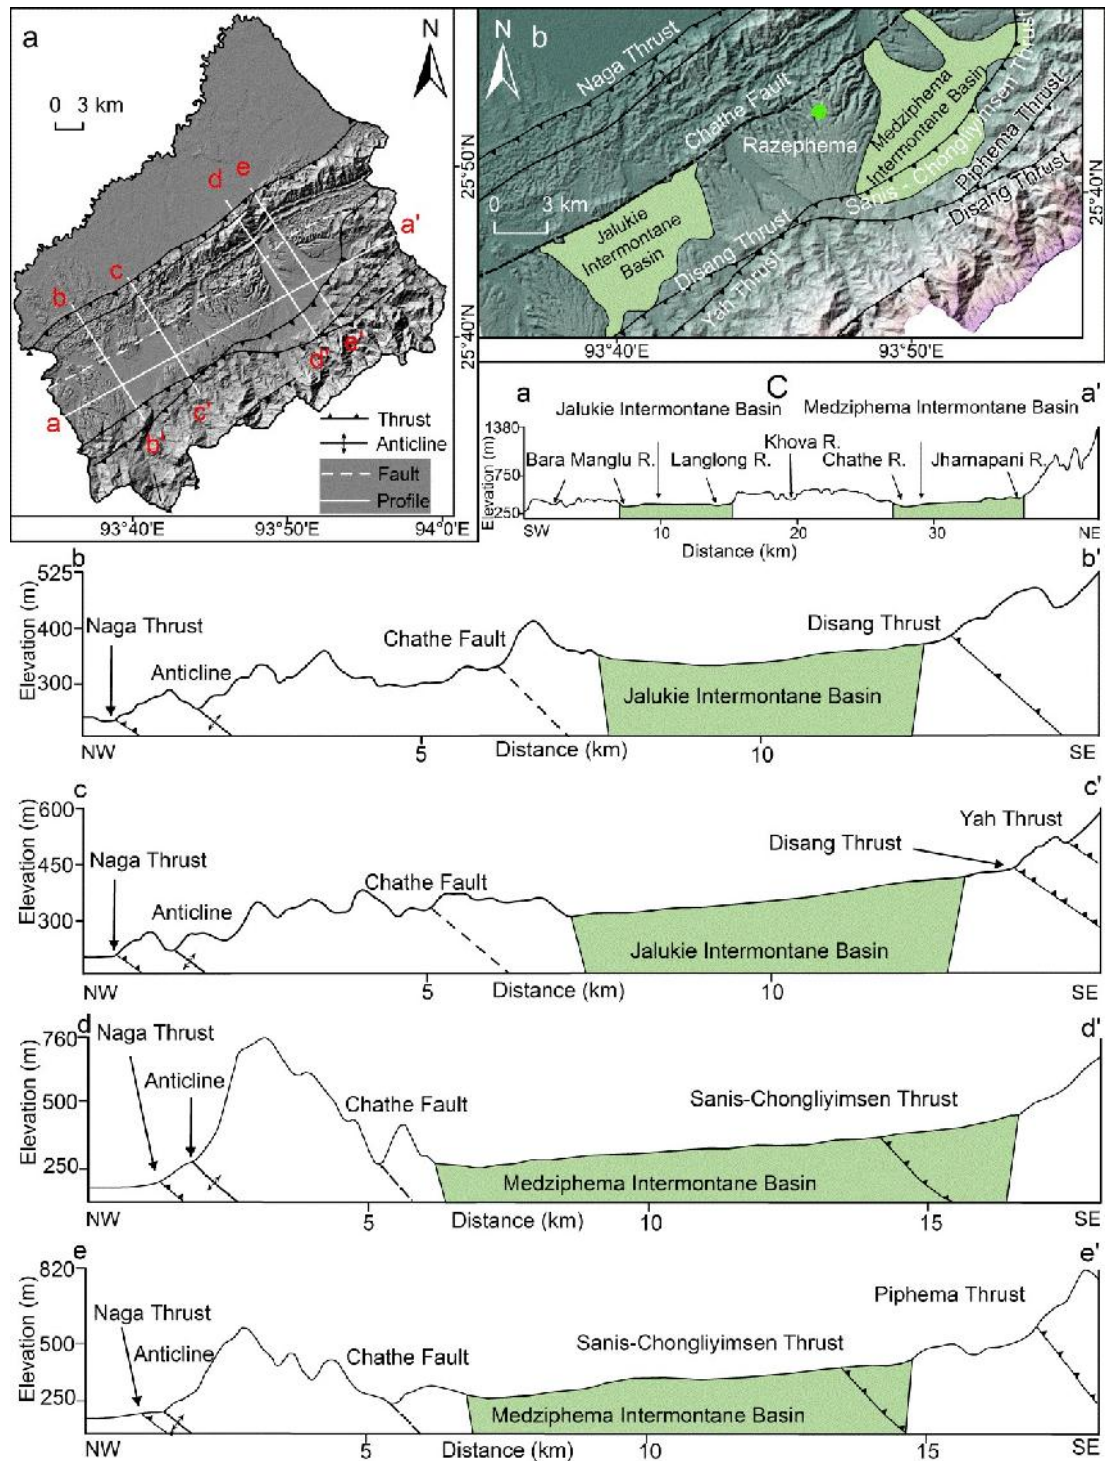 a
N
0 3 km
d
e
a'
c
b
a
b'
c'
d'
e'
Thrust
Anticline
Fault
Profile
25°50'N
25°40'N
93°40'E
93°50'E
94°0'E
b
N
Naga Thrust
Chathe Fault
Razephema
Medziphema
Intermontane Basin
Sanis - Chongliyimsen Thrust
Piphema Thrust
Disang Thrust
0 3 km
Jalukie
Intermontane
Basin
Disang Thrust
Yah Thrust
25°40'N
93°40'E
93°50'E
C
a
a'
Jalukie Intermontane Basin
Medziphema Intermontane Basin
Elevation (m)
1380
750
250
Bara Manglu R.
Langlong R.
Khova R.
Chathe R.
Jharnapani R.
SW
10
20
30
NE
Distance (km)
b
b'
Elevation (m)
525
400
300
Naga Thrust
Anticline
Chathe Fault
Disang Thrust
Jalukie Intermontane Basin
NW
5
Distance (km)
10
SE
c
c'
Elevation (m)
600
450
300
Naga Thrust
Anticline
Chathe Fault
Disang Thrust
Yah Thrust
Jalukie Intermontane Basin
NW
5
Distance (km)
10
SE
d
d'
Elevation (m)
760
500
250
Naga Thrust
Anticline
Chathe Fault
Sanis-Chongliyimsen Thrust
Medziphema Intermontane Basin
NW
5
Distance (km)
10
15
SE
e
e'
Elevation (m)
820
500
250
Naga Thrust
Anticline
Chathe Fault
Sanis-Chongliyimsen Thrust
Piphema Thrust
Medziphema Intermontane Basin
NW
5
Distance (km)
10
15
SE